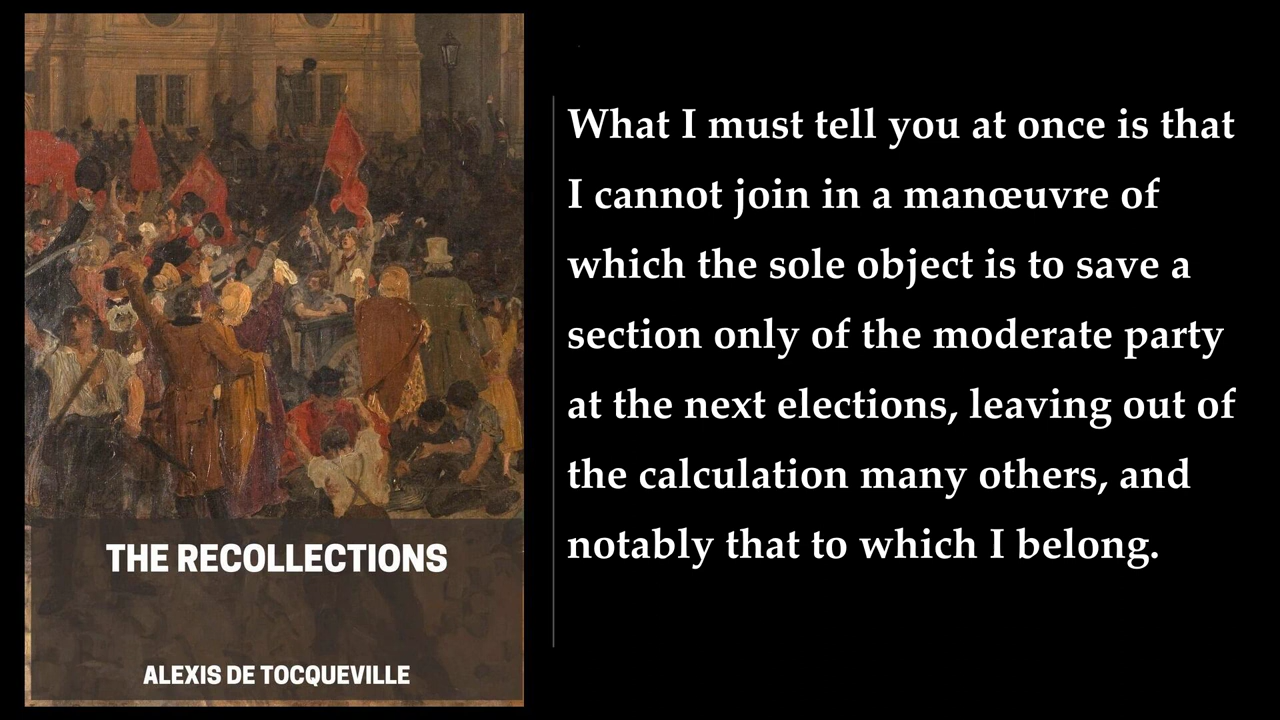 THE RECOLLECTIONS
ALEXIS DE TOCQUEVILLE
What I must tell you at once is that
I cannot join in a manœuvre of
which the sole object is to save a
section only of the moderate party
at the next elections, leaving out of
the calculation many others, and
notably that to which I belong.